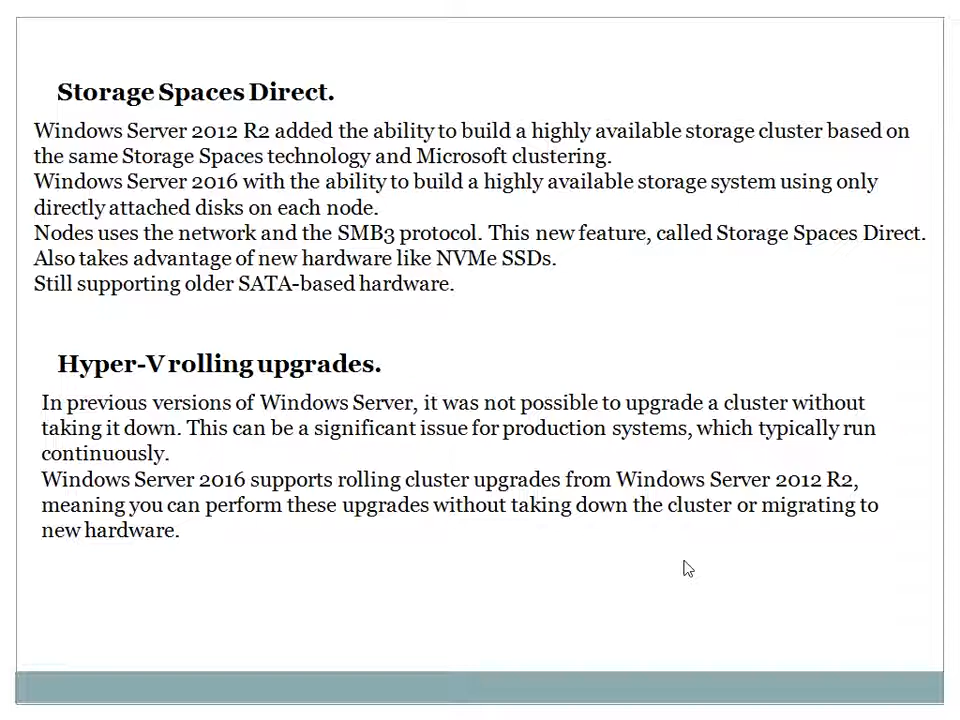 Storage Spaces Direct.
Windows Server 2012 R2 added the ability to build a highly available storage cluster based on
the same Storage Spaces technology and Microsoft clustering.
Windows Server 2016 with the ability to build a highly available storage system using only
directly attached disks on each node.
Nodes uses the network and the SMB3 protocol. This new feature, called Storage Spaces Direct.
Also takes advantage of new hardware like NVMe SSDs.
Still supporting older SATA-based hardware.
Hyper-V rolling upgrades.
In previous versions of Windows Server, it was not possible to upgrade a cluster without
taking it down. This can be a significant issue for production systems, which typically run
continuously.
Windows Server 2016 supports rolling cluster upgrades from Windows Server 2012 R2,
meaning you can perform these upgrades without taking down the cluster or migrating to
new hardware.